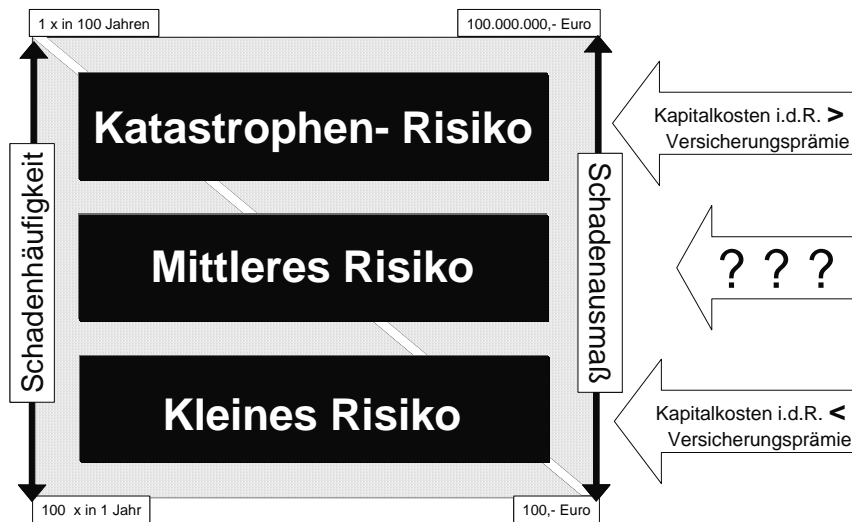 1 x in 100 Jahren
100.000.000,- Euro
Katastrophen- Risiko
Kapitalkosten i.d.R. >
Versicherungsprämie
Schadenhäufigkeit
Schadenausmaß
Mittleres Risiko
? ? ?
Kleines Risiko
Kapitalkosten i.d.R. <
Versicherungsprämie
100 x in 1 Jahr
100,- Euro